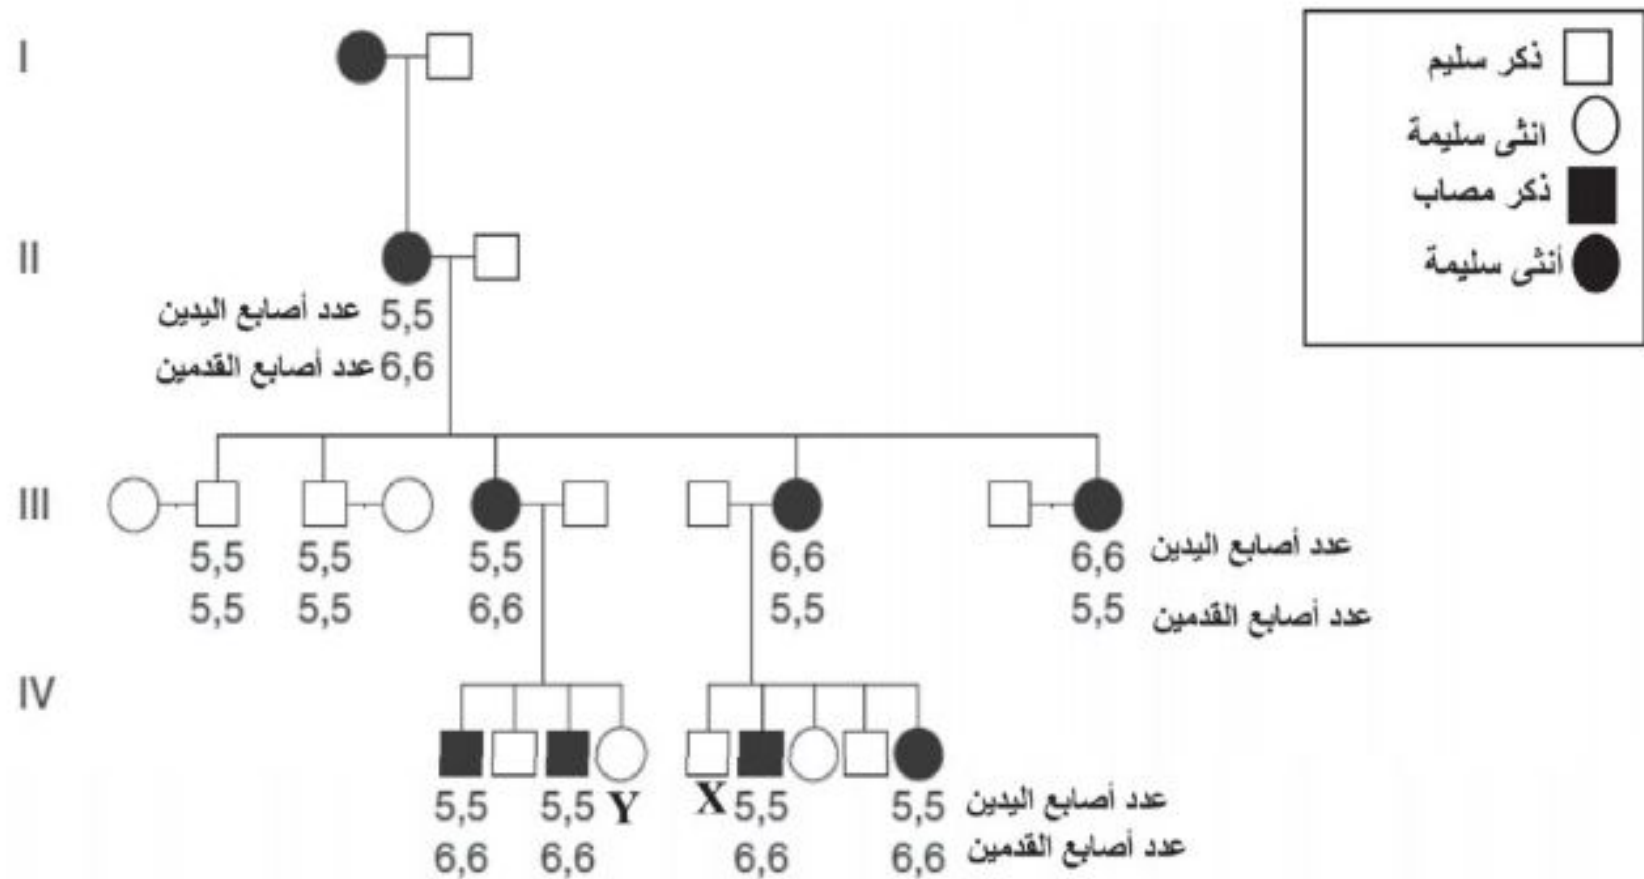 I
ذكر سليم
انثى سليمة
ذكر مصاب
أنثى سليمة
II
عدد أصابع اليدين 5,5
عدد أصابع القدمين 6,6
III
5,5 5,5 5,5 6,6 6,6 عدد أصابع اليدين
5,5 5,5 6,6 5,5 5,5 عدد أصابع القدمين
IV
5,5 5,5 Y X 5,5 5,5 عدد أصابع اليدين
6,6 6,6 6,6 6,6 عدد أصابع القدمين